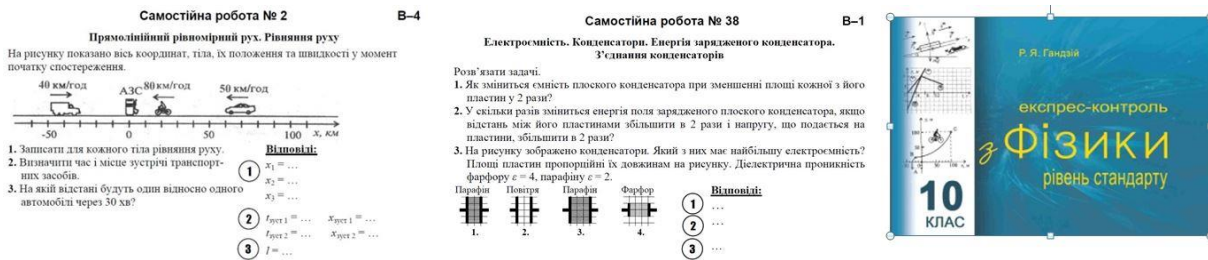 Самостійна робота № 2
В–4
Прямолінійний рівномірний рух. Рівняння руху
На рисунку показано вісь координат, тіла, їх положення та швидкості у момент
початку спостереження.
40 км/год
АЗС
80 км/год
50 км/год
-50
0
50
100
x, км
1. Записати для кожного тіла рівняння руху.
2. Визначити час і місце зустрічі транспорт-
них засобів.
3. На якій відстані будуть один відносно одного
автомобілі через 30 хв?
Відповіді:
1
x₁ = …
x₂ = …
x₃ = …
2
tзуст 1 = … xзуст 1 = …
tзуст 2 = … xзуст 2 = …
3
l = …
Самостійна робота № 38
В–1
Електроємність. Конденсатори. Енергія зарядженого конденсатора.
З’єднання конденсаторів
Розв’язати задачі.
1. Як зміниться ємність плоского конденсатора при зменшенні площі кожної з його
пластин у 2 рази?
2. У скільки разів зміниться енергія поля зарядженого плоского конденсатора, якщо
відстань між його пластинами збільшити в 2 рази і напругу, що подається на
пластини, збільшити в 2 рази?
3. На рисунку зображено конденсатори. Який з них має найбільшу електроємність?
Площі пластин пропорційні їх довжинам на рисунку. Діелектрична проникність
фарфору ε = 4, парафіну ε = 2.
Парафін Повітря Парафін Фарфор
1. 2. 3. 4.
Відповіді:
1 …
2 …
3 …
Р. Я. Гандзій
експрес-контроль
з Фізики
рівень стандарту
10
КЛАС